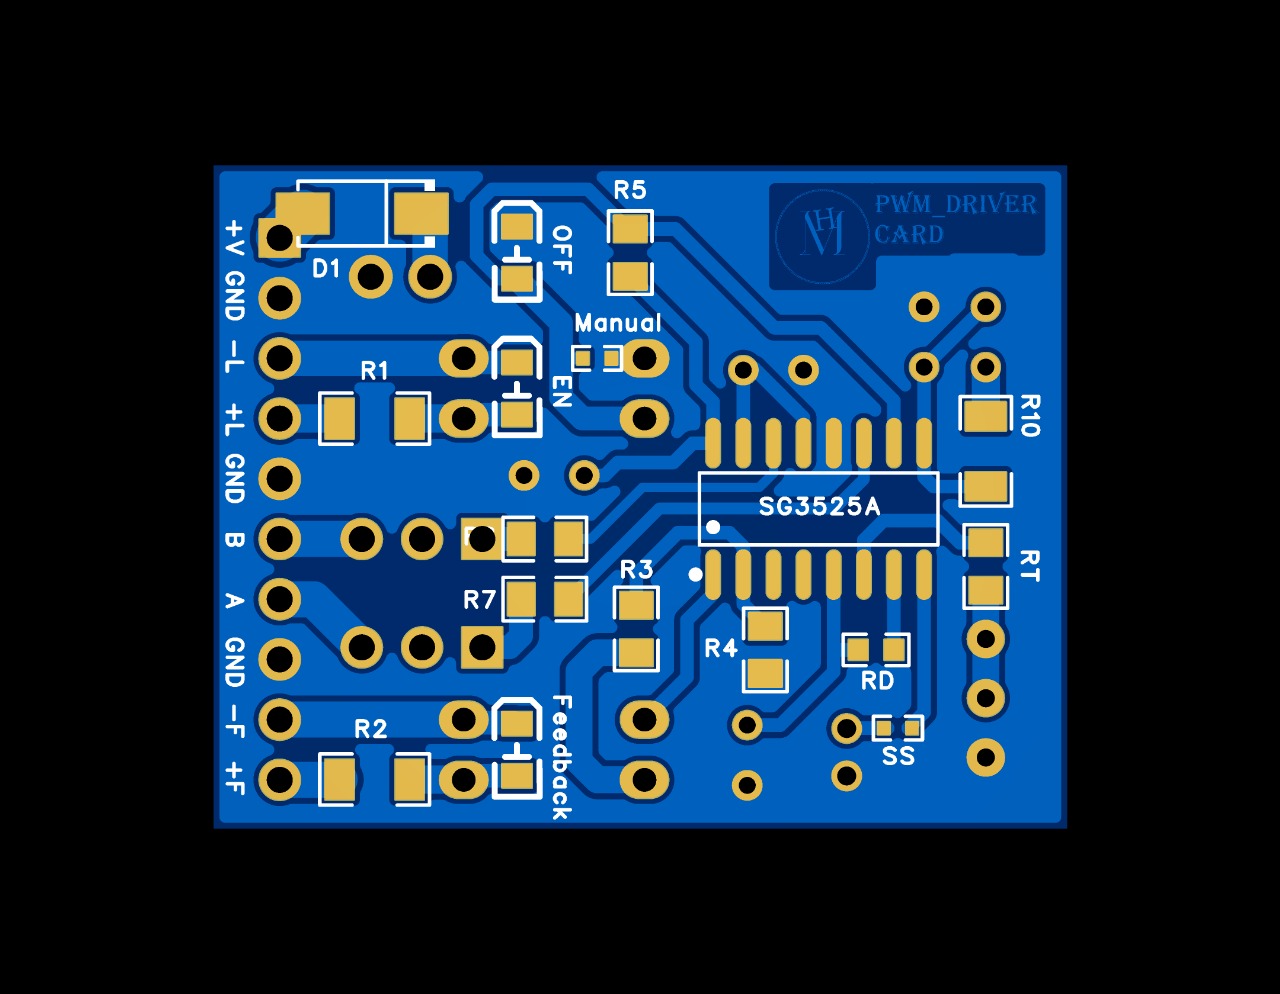 R5
PWM_DRIVER
CARD
+V
D1
OFF
GND
Manual
-L
R1
EN
+L
R10
GND
SG3525A
B
RT
R3
A
R7
GND
R4
RD
-F
R2
Feedback
SS
+F